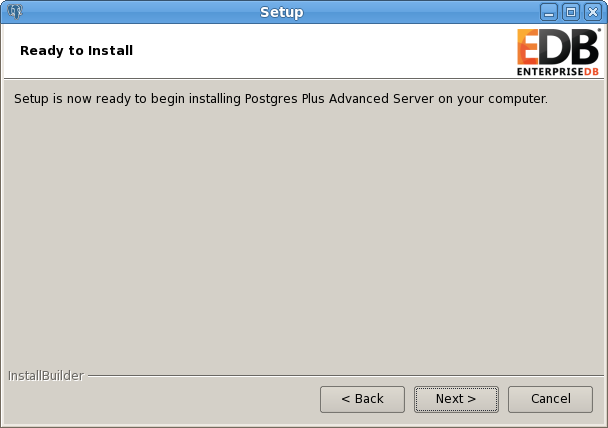 Setup
Ready to Install
EDB
ENTERPRISEDB
Setup is now ready to begin installing Postgres Plus Advanced Server on your computer.
InstallBuilder
< Back
Next >
Cancel